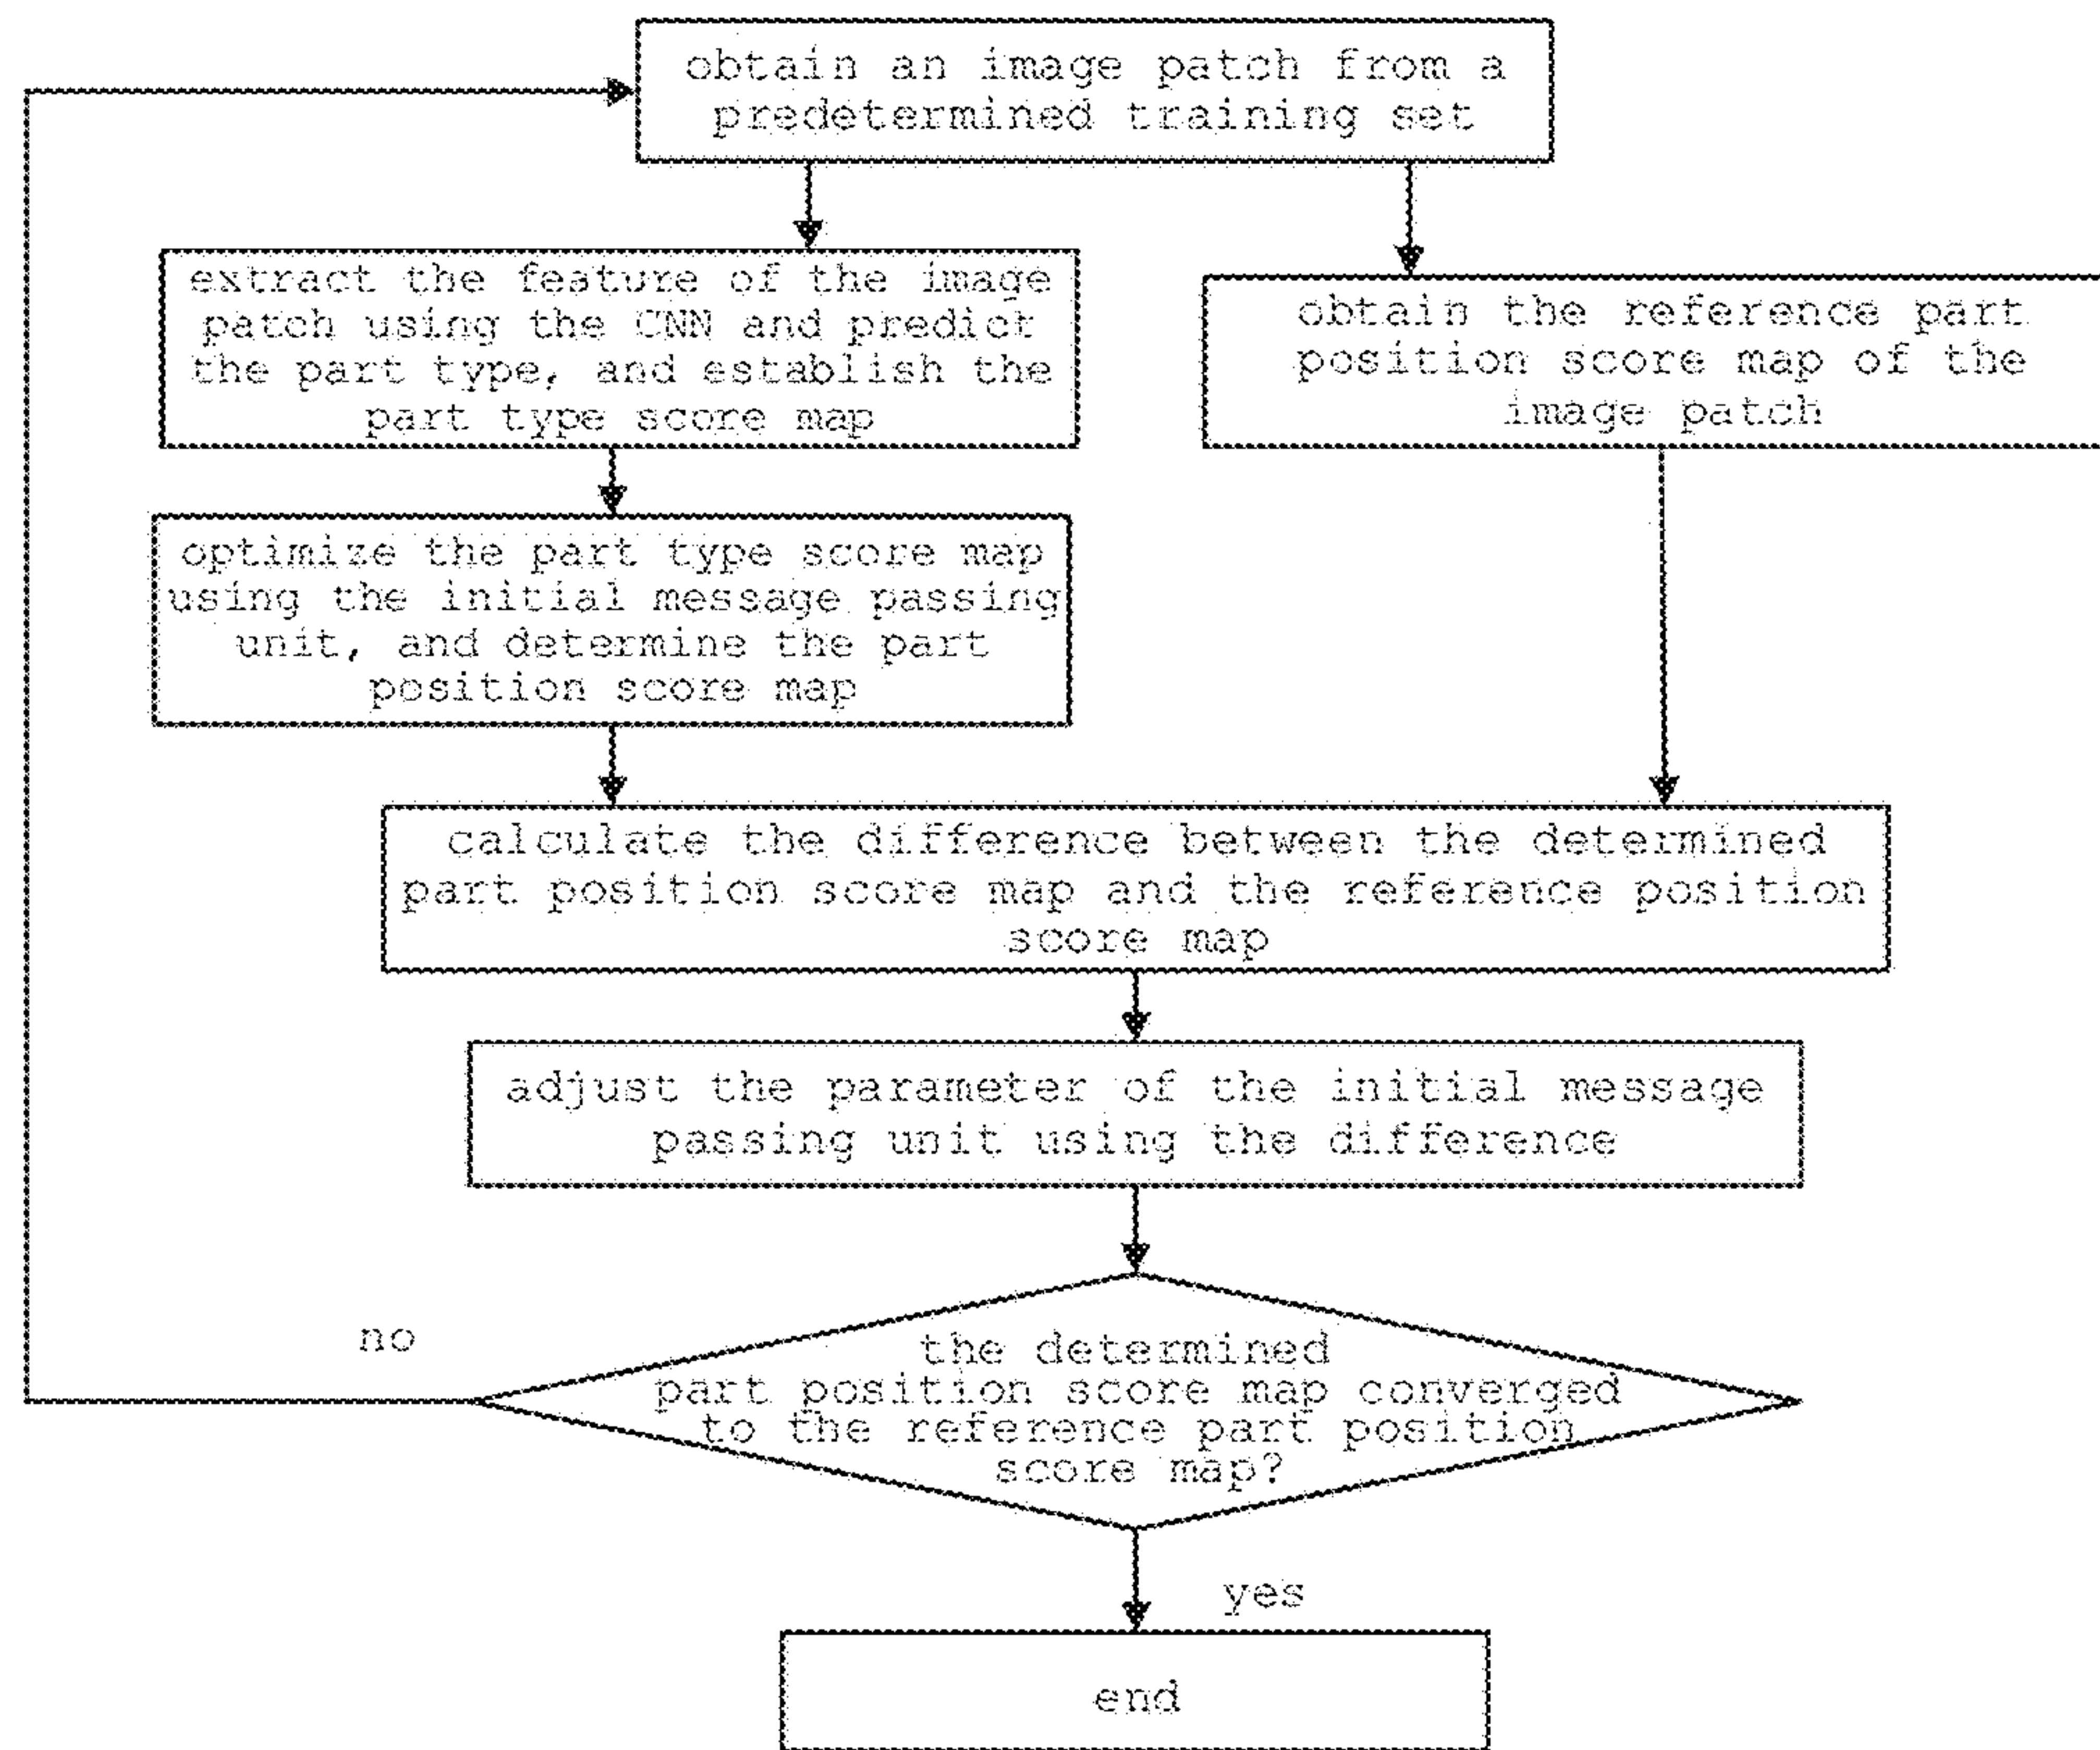 obtain an image patch from a
predetermined training set
extract the feature of the image
patch using the CNN and predict
the part type, and establish the
part type score map
obtain the reference part
position score map of the
image patch
optimize the part type score map
using the initial message passing
unit, and determine the part
position score map
calculate the difference between the determined
part position score map and the reference position
score map
adjust the parameter of the initial message
passing unit using the difference
no
the determined
part position score map converged
to the reference part position
score map?
yes
end